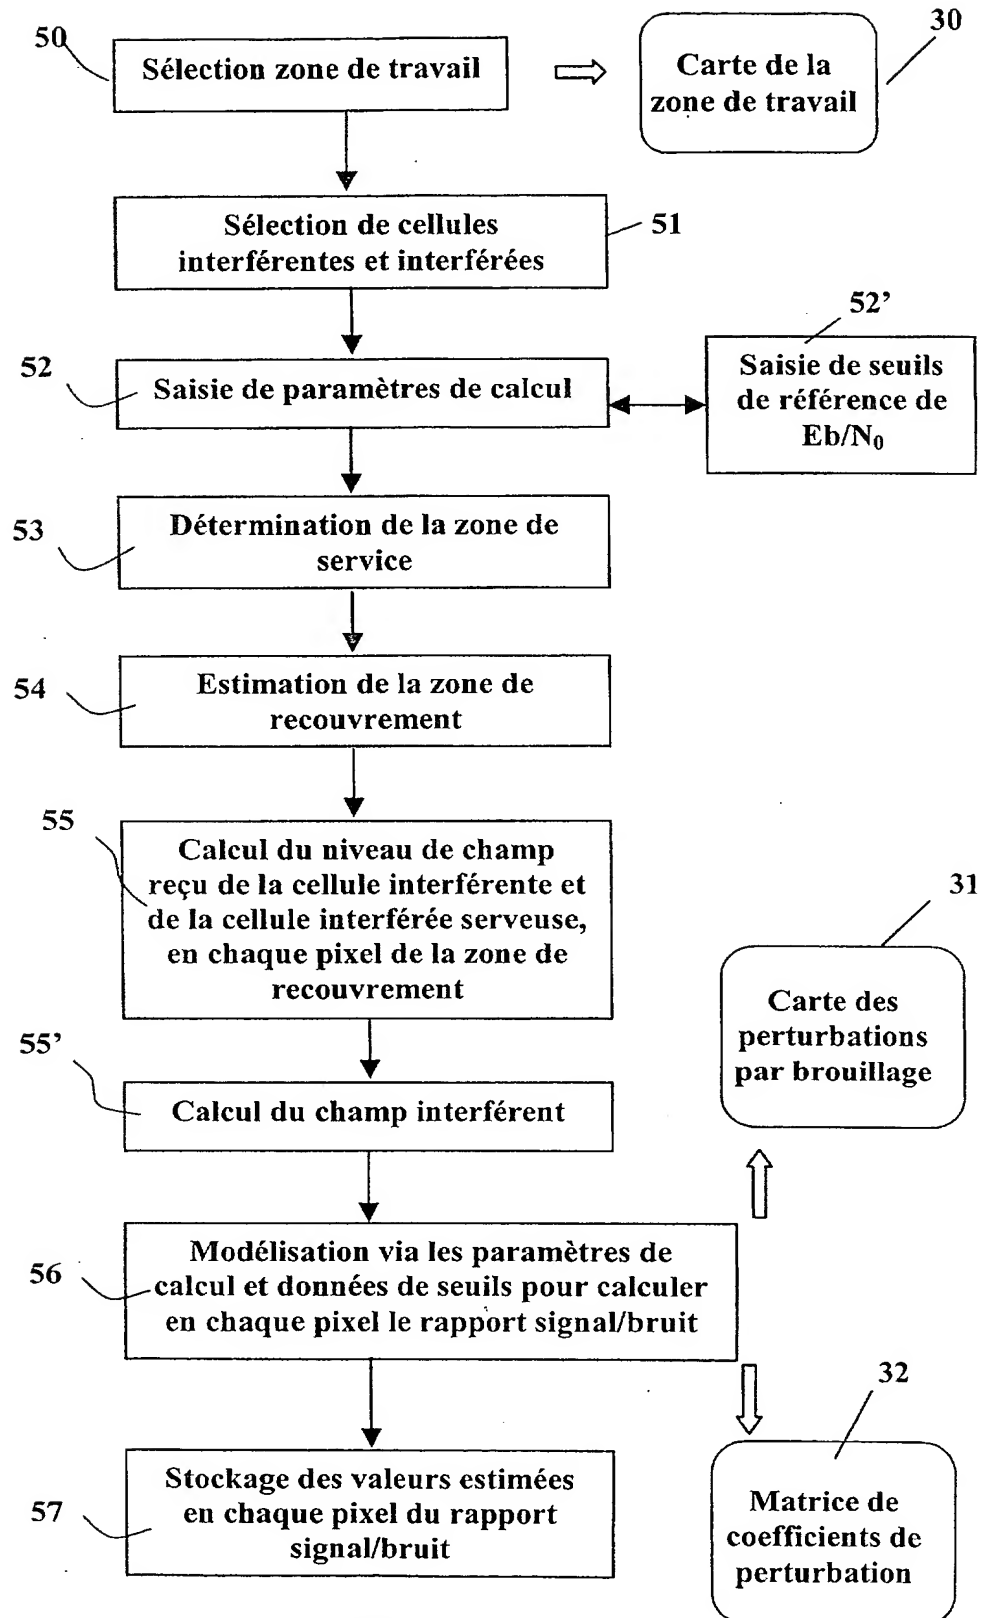 50
Sélection zone de travail
30
Carte de la
zone de travail
Sélection de cellules
interférentes et interférées
51
52
Saisie de paramètres de calcul
52’
Saisie de seuils
de référence de
Eb/N₀
53
Détermination de la zone de
service
54
Estimation de la zone de
recouvrement
55
Calcul du niveau de champ
reçu de la cellule interférente et
de la cellule interférée serveuse,
en chaque pixel de la zone de
recouvrement
31
Carte des
perturbations
par brouillage
55’
Calcul du champ interférent
56
Modélisation via les paramètres de
calcul et données de seuils pour calculer
en chaque pixel le rapport signal/bruit
32
Matrice de
coefficients de
perturbation
57
Stockage des valeurs estimées
en chaque pixel du rapport
signal/bruit